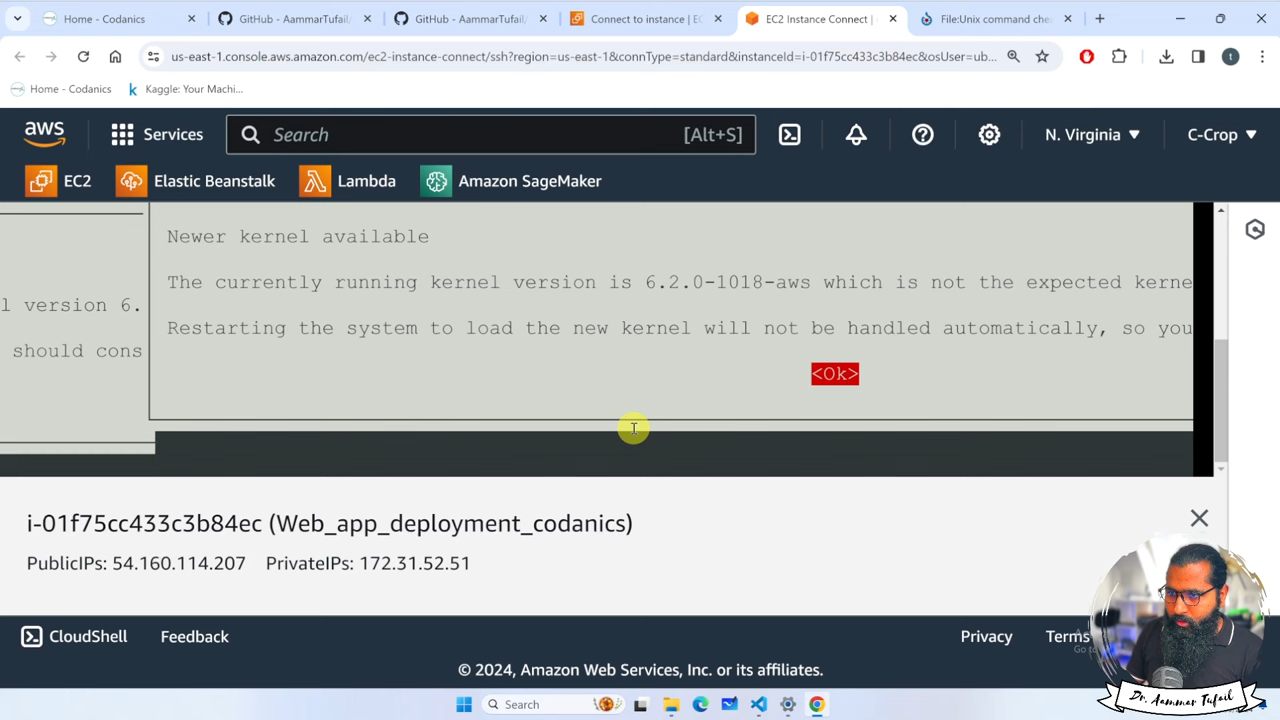 Home - Codanics
GitHub - AammarTufail/
GitHub - AammarTufail/
Connect to instance | EC
EC2 Instance Connect |
File:Unix command che
us-east-1.console.aws.amazon.com/ec2-instance-connect/ssh?region=us-east-1&connType=standard&instanceId=i-01f75cc433c3b84ec&osUser=ub...
t
Home - Codanics
Kaggle: Your Machi...
aws
Services
Search
[Alt+S]
N. Virginia
C-Crop
EC2
Elastic Beanstalk
Lambda
Amazon SageMaker
Newer kernel available
The currently running kernel version is 6.2.0-1018-aws which is not the expected kerne
l version 6.
Restarting the system to load the new kernel will not be handled automatically, so you
should cons
<Ok>
i-01f75cc433c3b84ec (Web_app_deployment_codanics)
PublicIPs: 54.160.114.207 PrivateIPs: 172.31.52.51
CloudShell
Feedback
Privacy
Terms
© 2024, Amazon Web Services, Inc. or its affiliates.
Search
Dr. Aammar Tufail